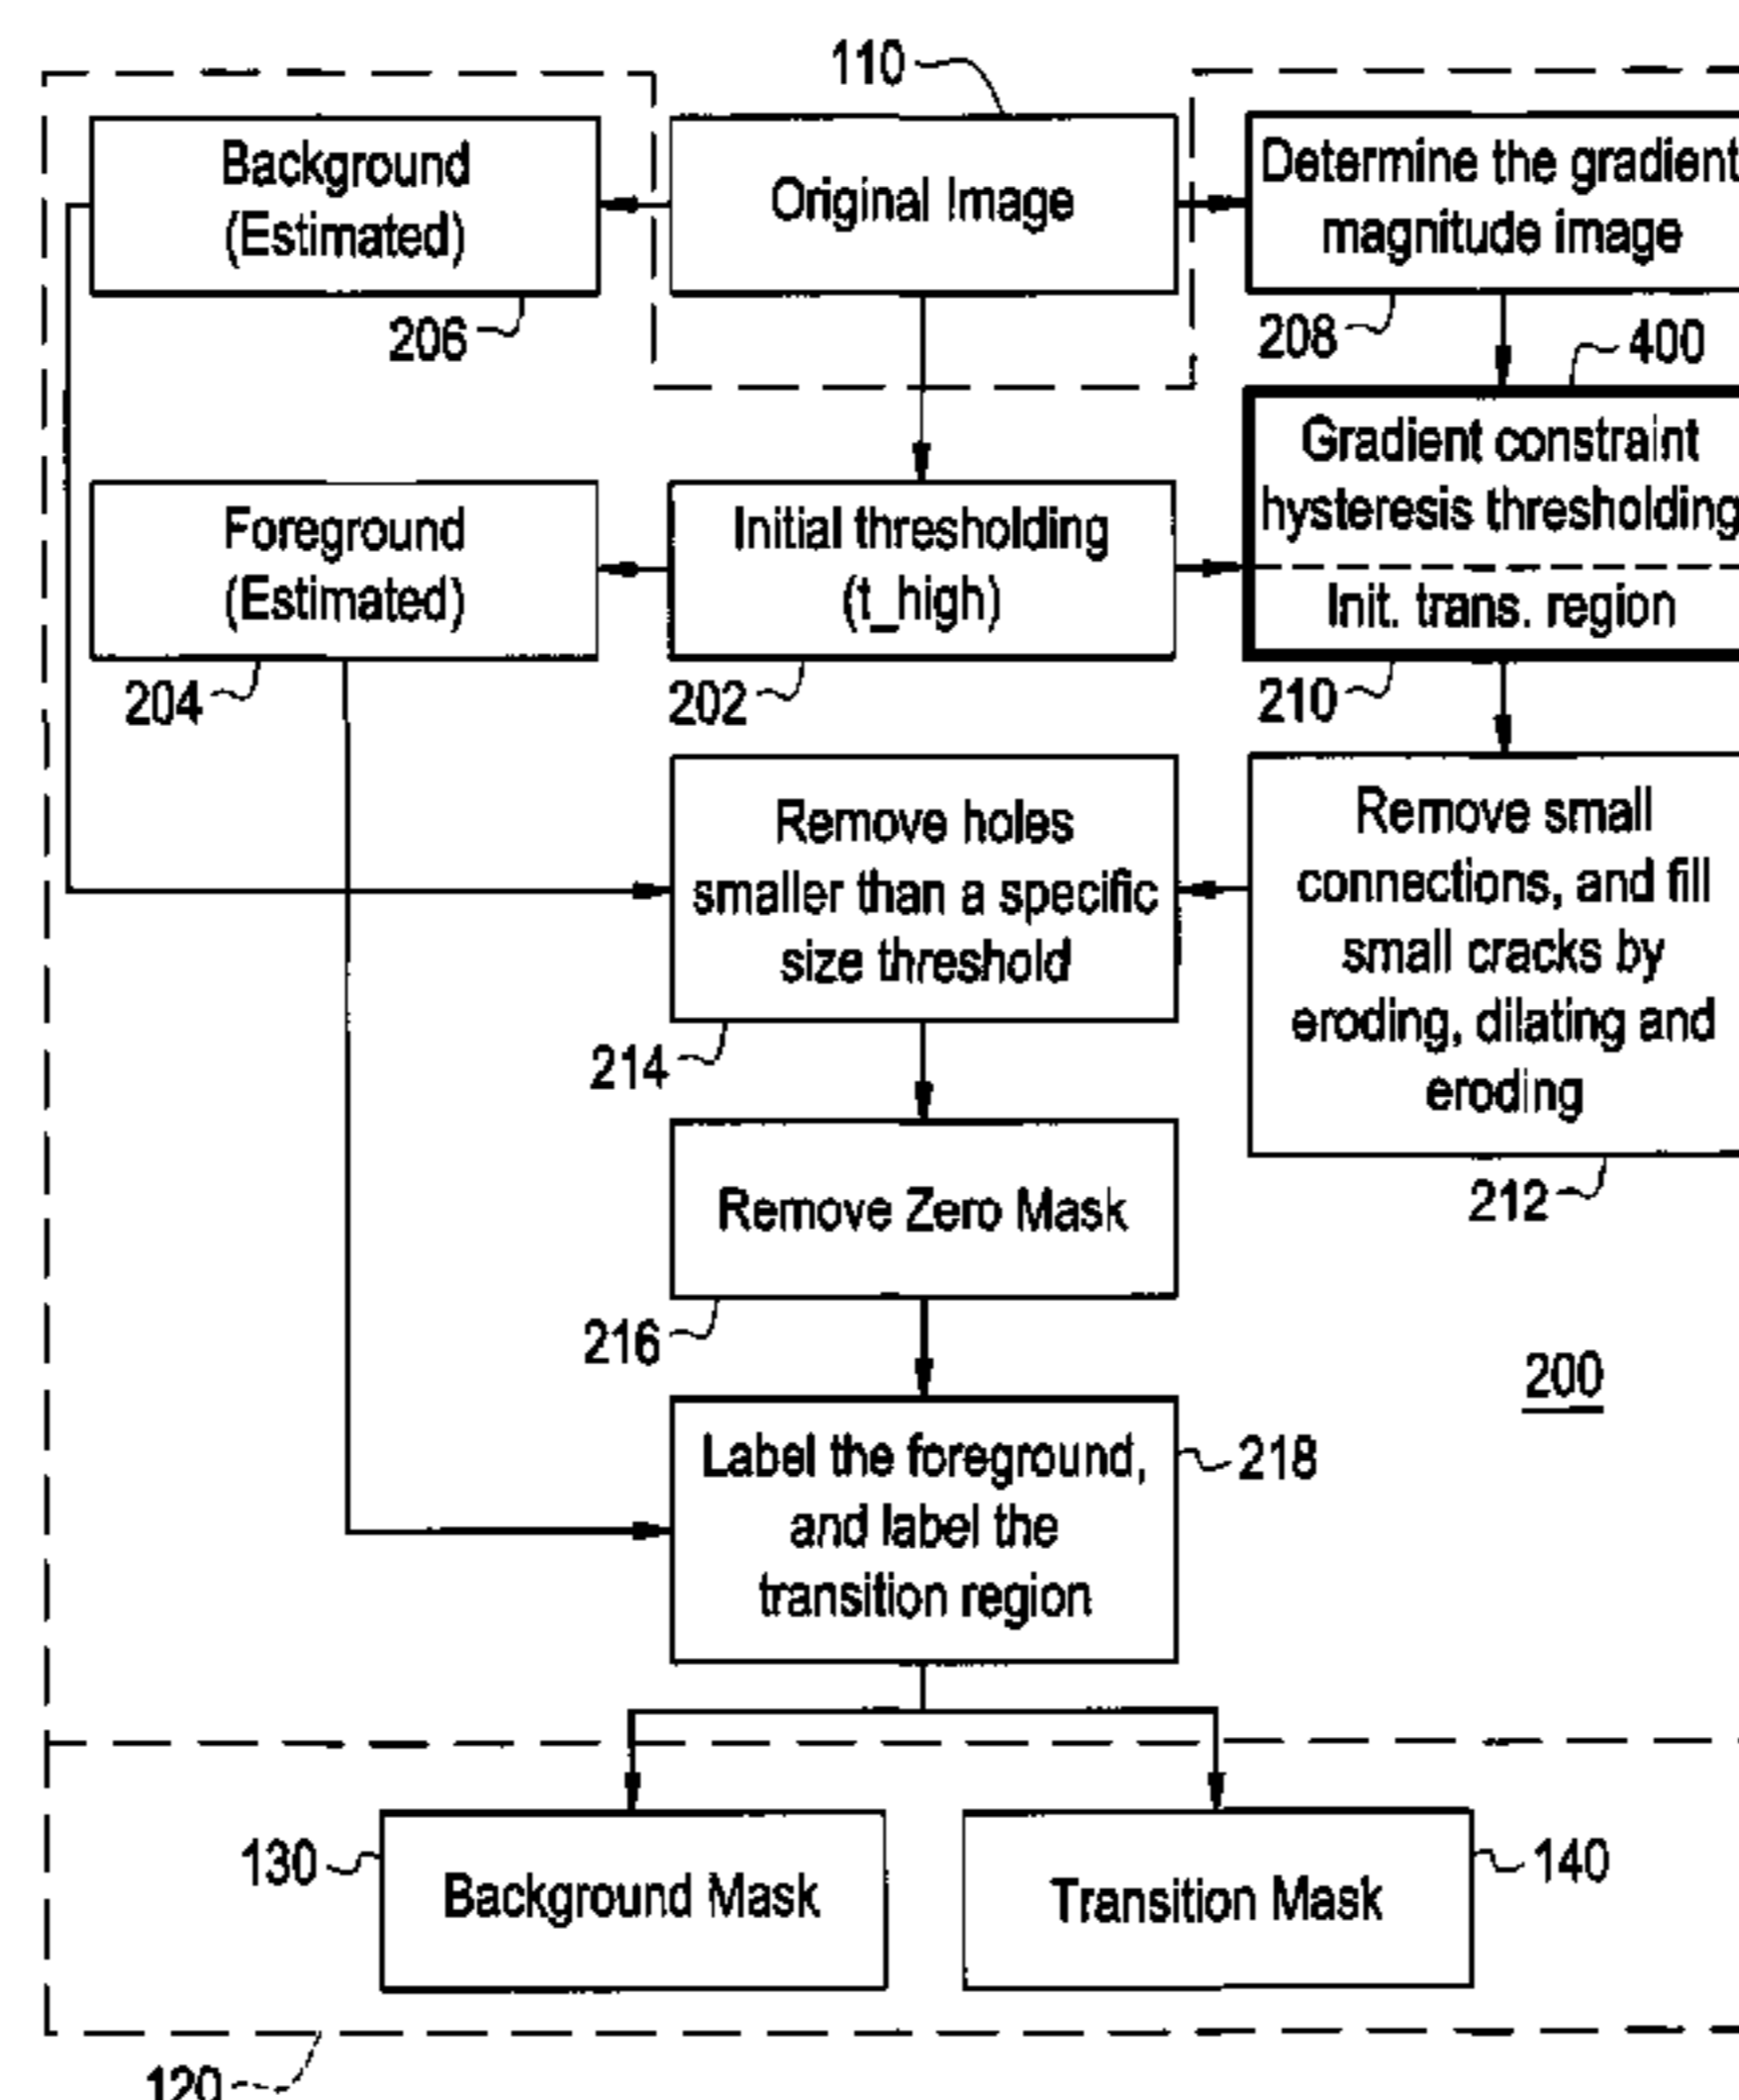 110
Background
(Estimated)
Original Image
Determine the gradient
magnitude image
206
208
400
Foreground
(Estimated)
Initial thresholding
(t_high)
Gradient constraint
hysteresis thresholding
Init. trans. region
204
202
210
Remove holes
smaller than a specific
size threshold
Remove small
connections, and fill
small cracks by
eroding, dilating and
eroding
214
212
Remove Zero Mask
216
200
Label the foreground,
and label the
transition region
218
130
Background Mask
Transition Mask
140
120